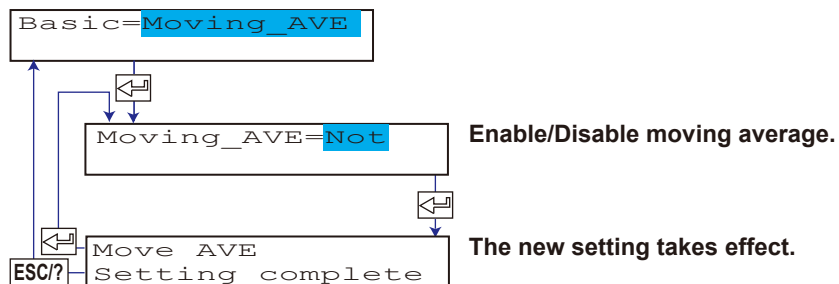 Basic=Moving_AVE
Moving_AVE=Not
Enable/Disable moving average.
Move AVE
The new setting takes effect.
ESC/?
Setting complete